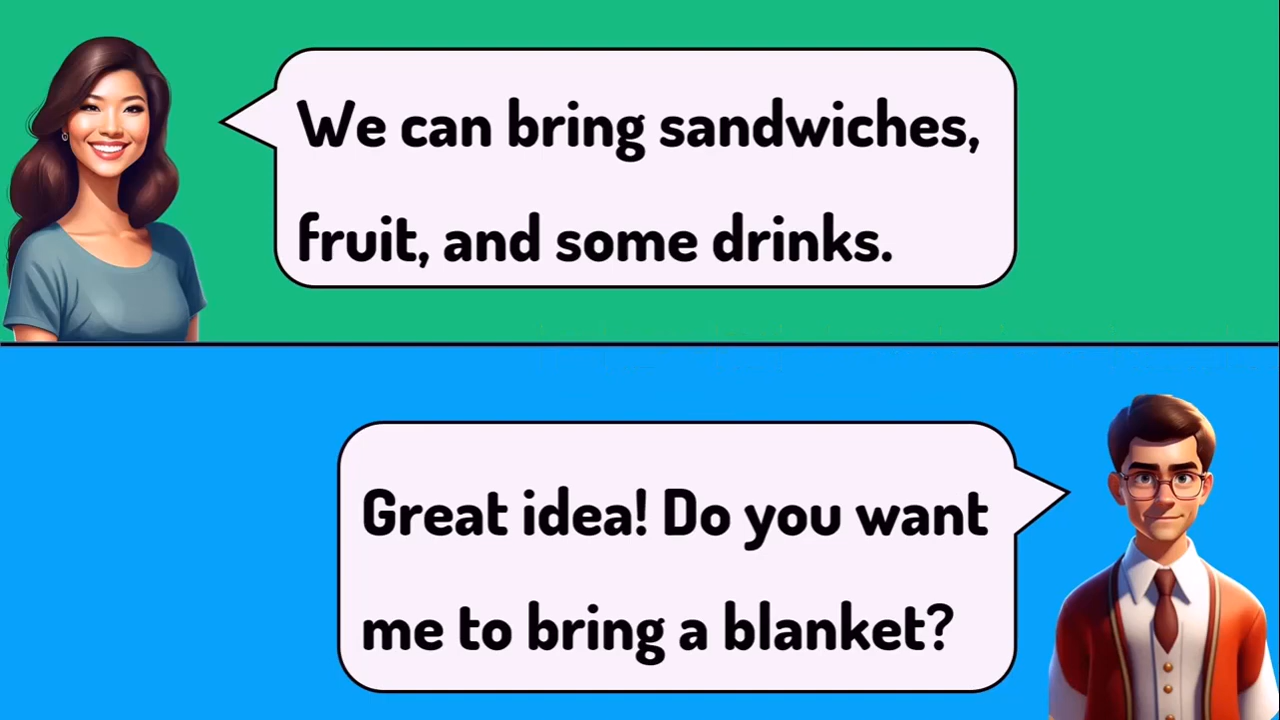 We can bring sandwiches,
fruit, and some drinks.
Great idea! Do you want
me to bring a blanket?